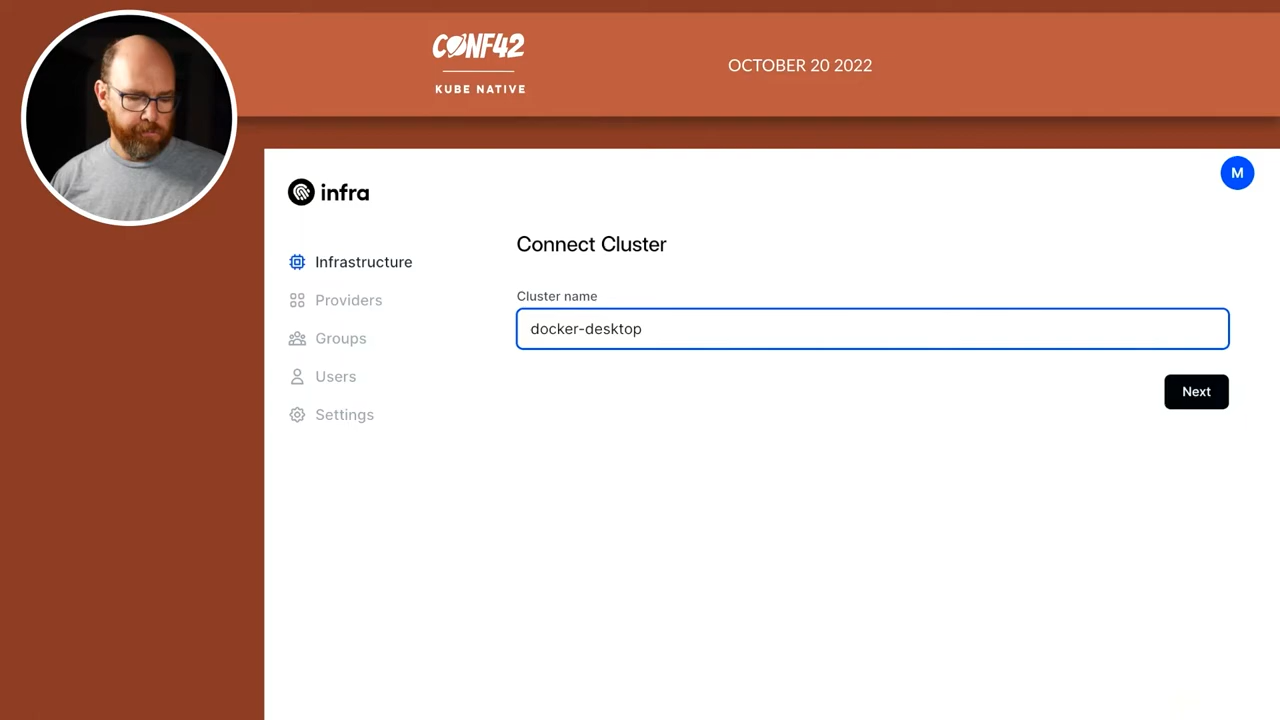 CONF42
KUBE NATIVE
OCTOBER 20 2022
M
infra
Infrastructure
Providers
Groups
Users
Settings
Connect Cluster
Cluster name
docker-desktop
Next